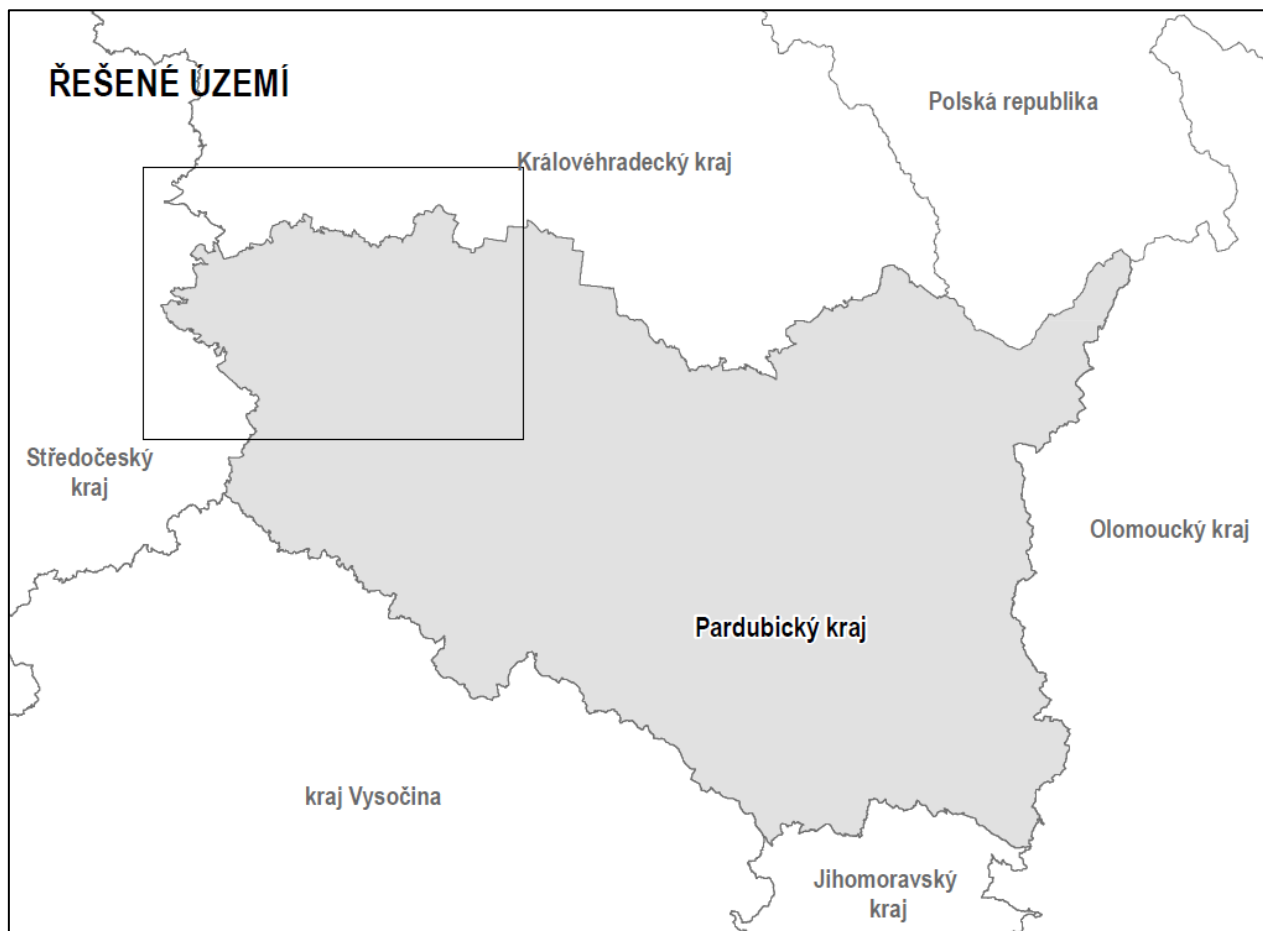 ŘEŠENÉ ÚZEMÍ
Polská republika
Královéhradecký kraj
Středočeský
kraj
Olomoucký kraj
Pardubický kraj
kraj Vysočina
Jihomoravský
kraj